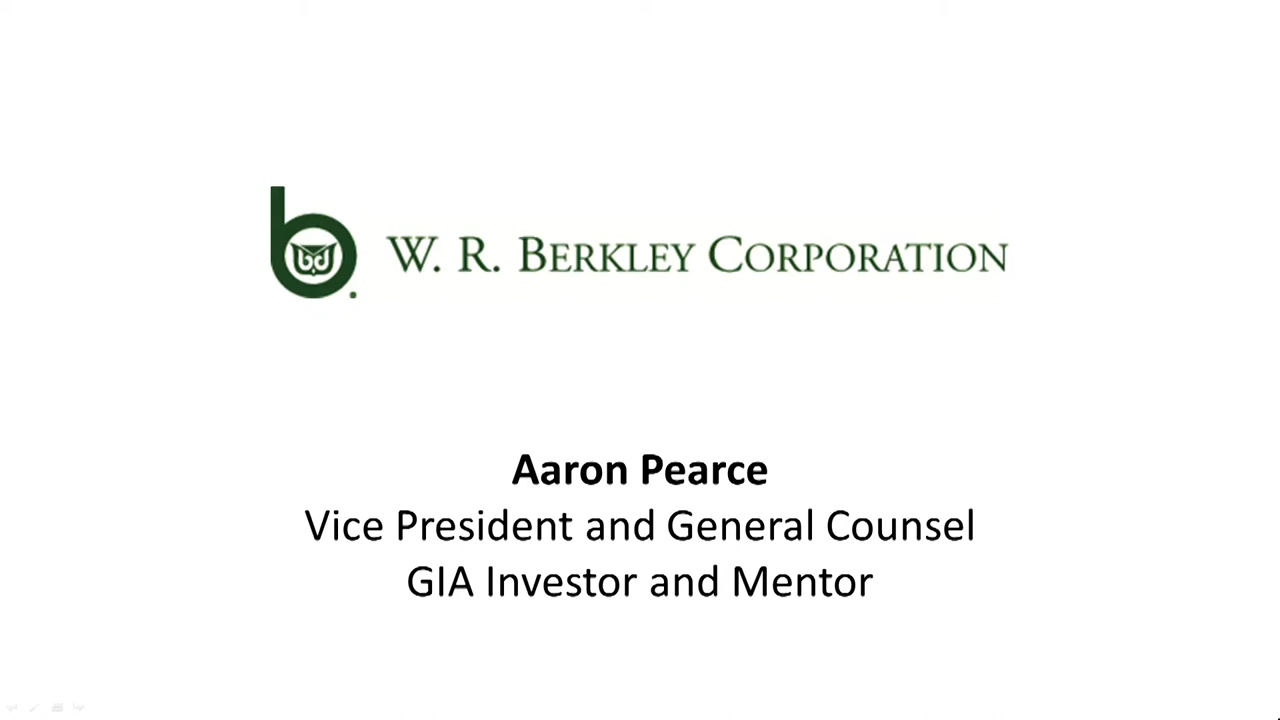 b. W. R. BERKLEY CORPORATION
Aaron Pearce
Vice President and General Counsel
GIA Investor and Mentor